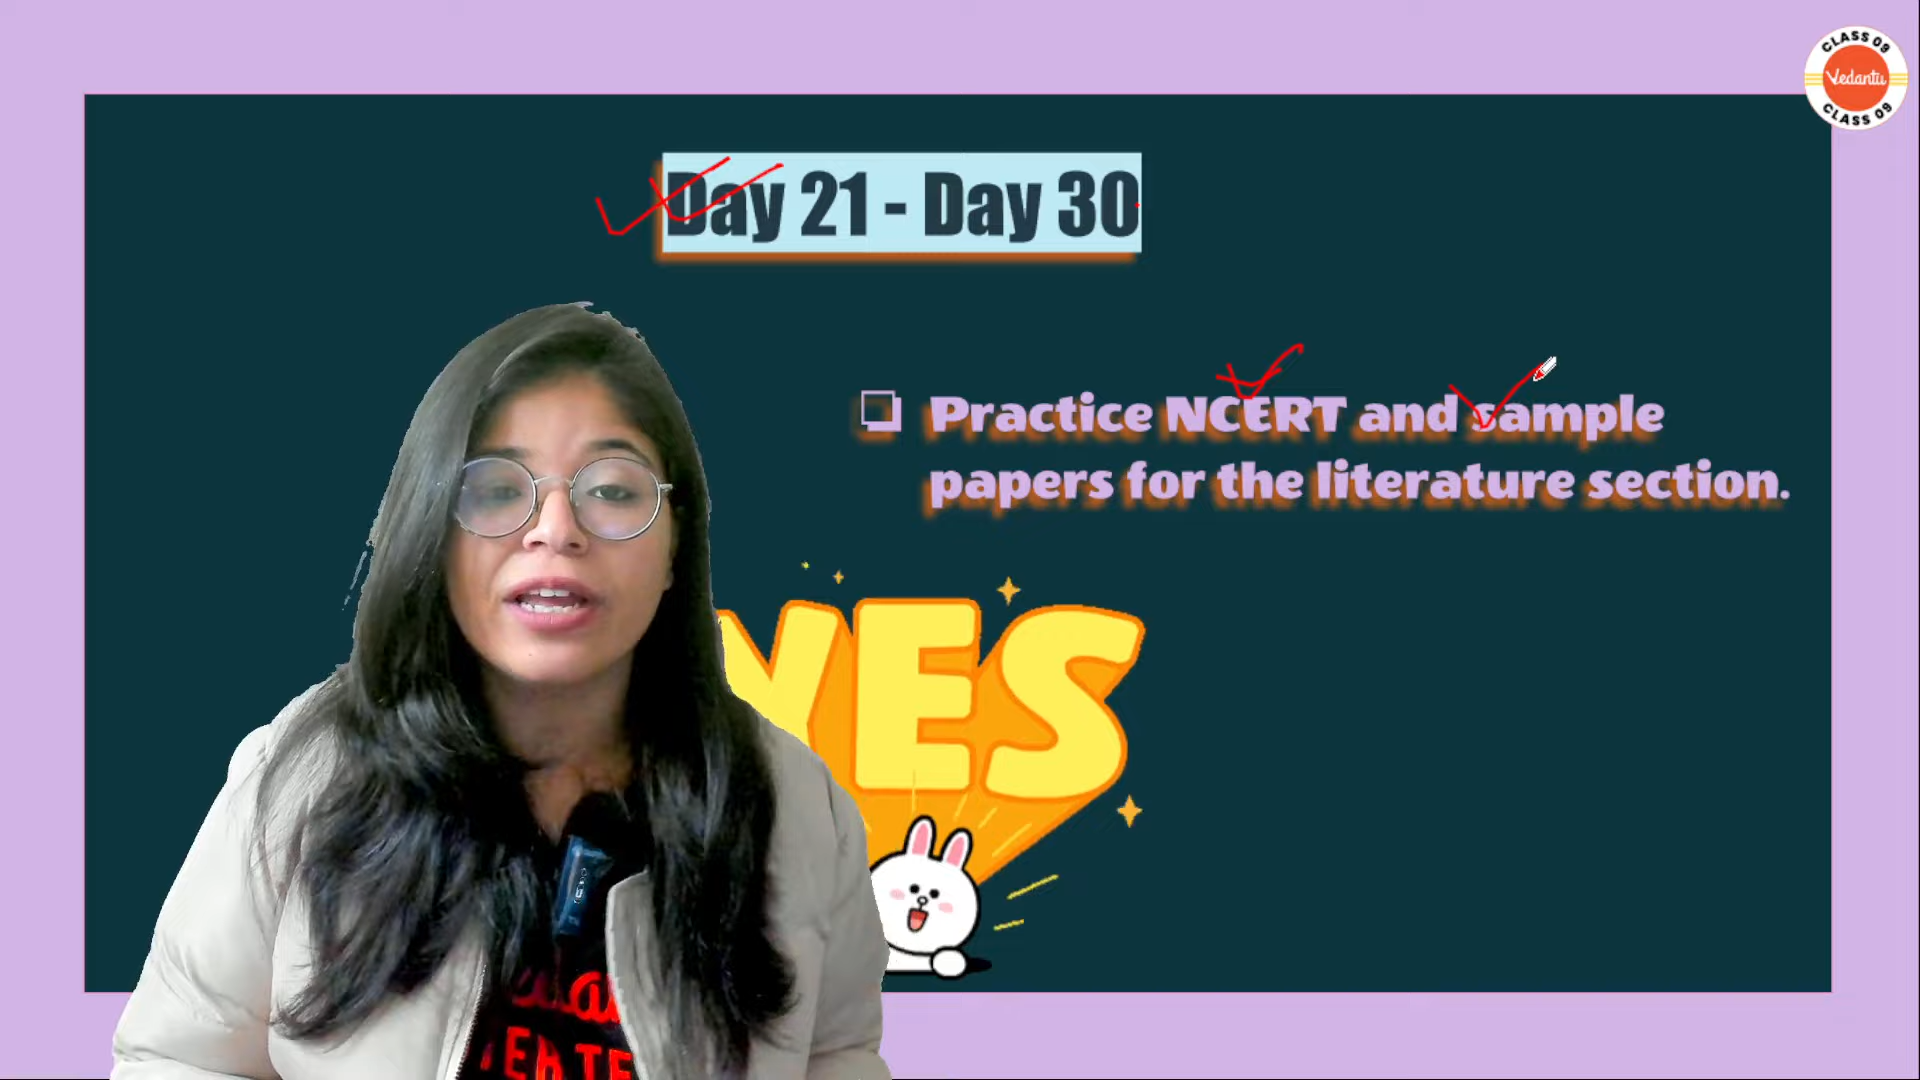 CLASS 09
Vedantu
CLASS 09
Day 21 - Day 30
Practice NCERT and sample
papers for the literature section.
YES